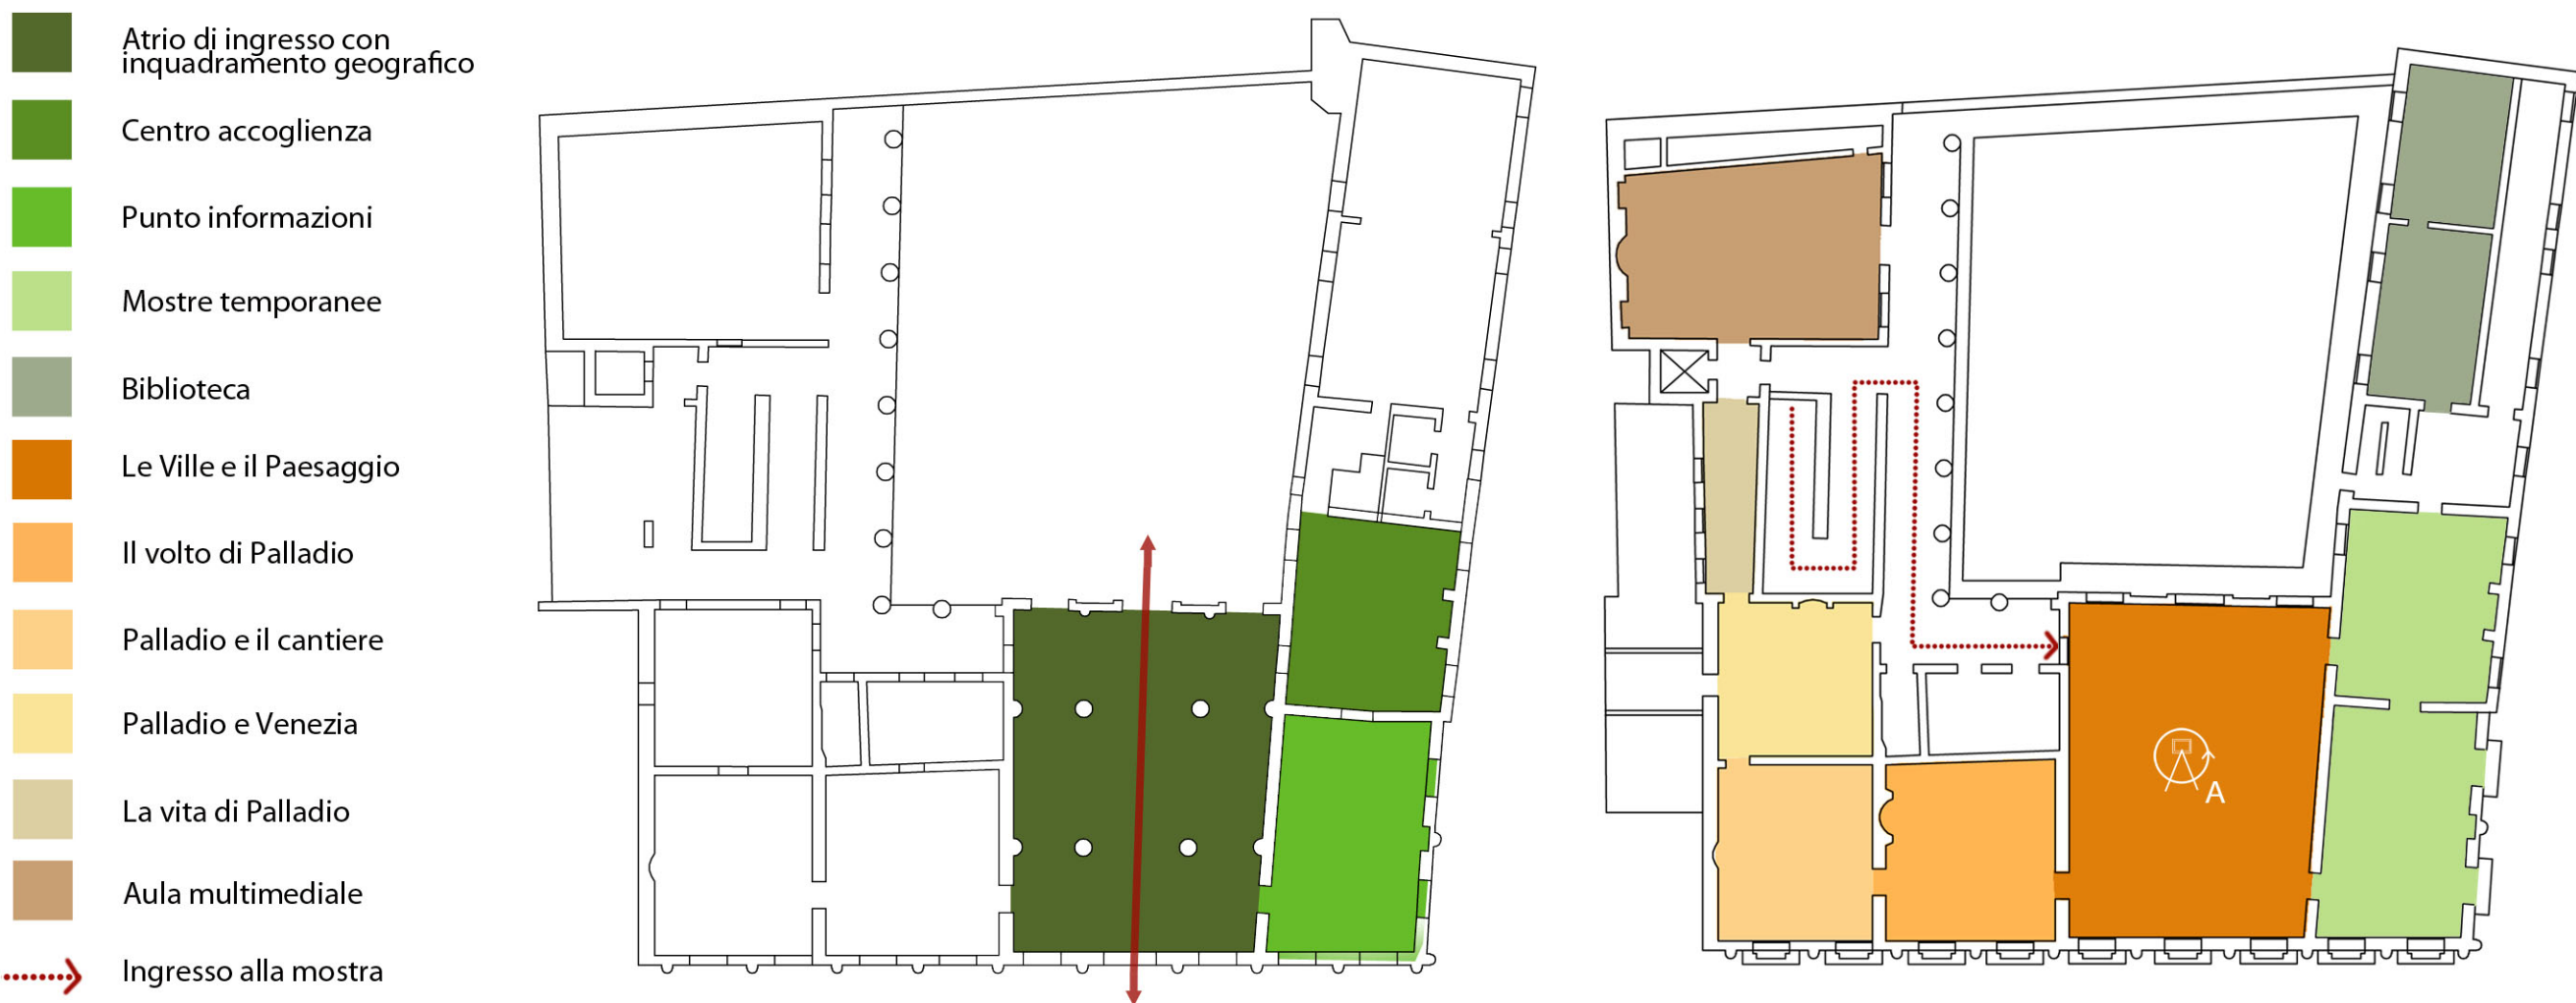 Atrio di ingresso con
inquadramento geografico
Centro accoglienza
Punto informazioni
Mostre temporanee
Biblioteca
Le Ville e il Paesaggio
Il volto di Palladio
Palladio e il cantiere
Palladio e Venezia
La vita di Palladio
Aula multimediale
Ingresso alla mostra
A